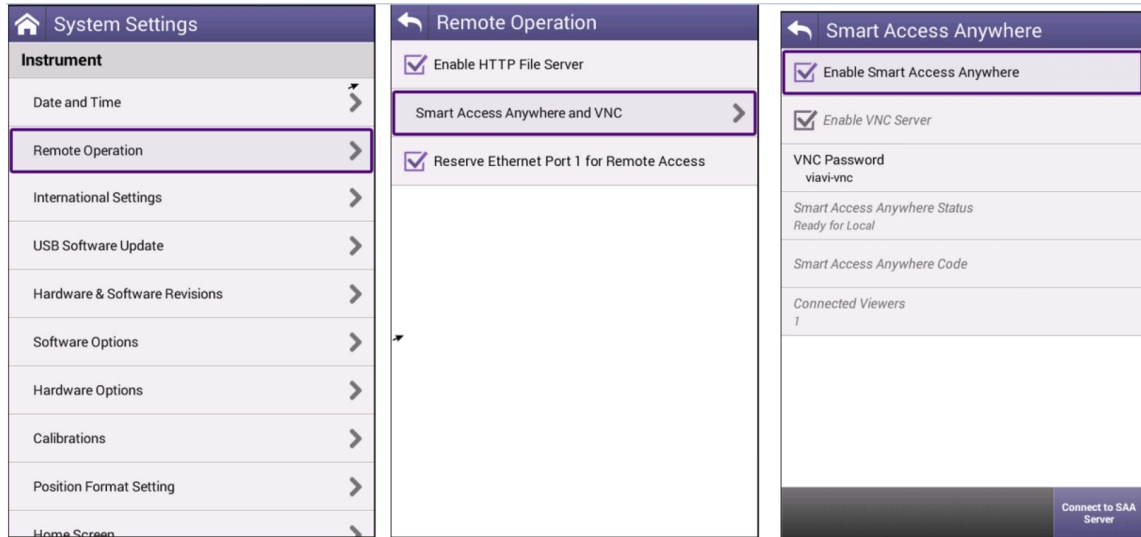 System Settings
Instrument
Date and Time
Remote Operation
International Settings
USB Software Update
Hardware & Software Revisions
Software Options
Hardware Options
Calibrations
Position Format Setting
Home Screen
Remote Operation
Enable HTTP File Server
Smart Access Anywhere and VNC
Reserve Ethernet Port 1 for Remote Access
Smart Access Anywhere
Enable Smart Access Anywhere
Enable VNC Server
VNC Password
viavi-vnc
Smart Access Anywhere Status
Ready for Local
Smart Access Anywhere Code
Connected Viewers
1
Connect to SAA
Server